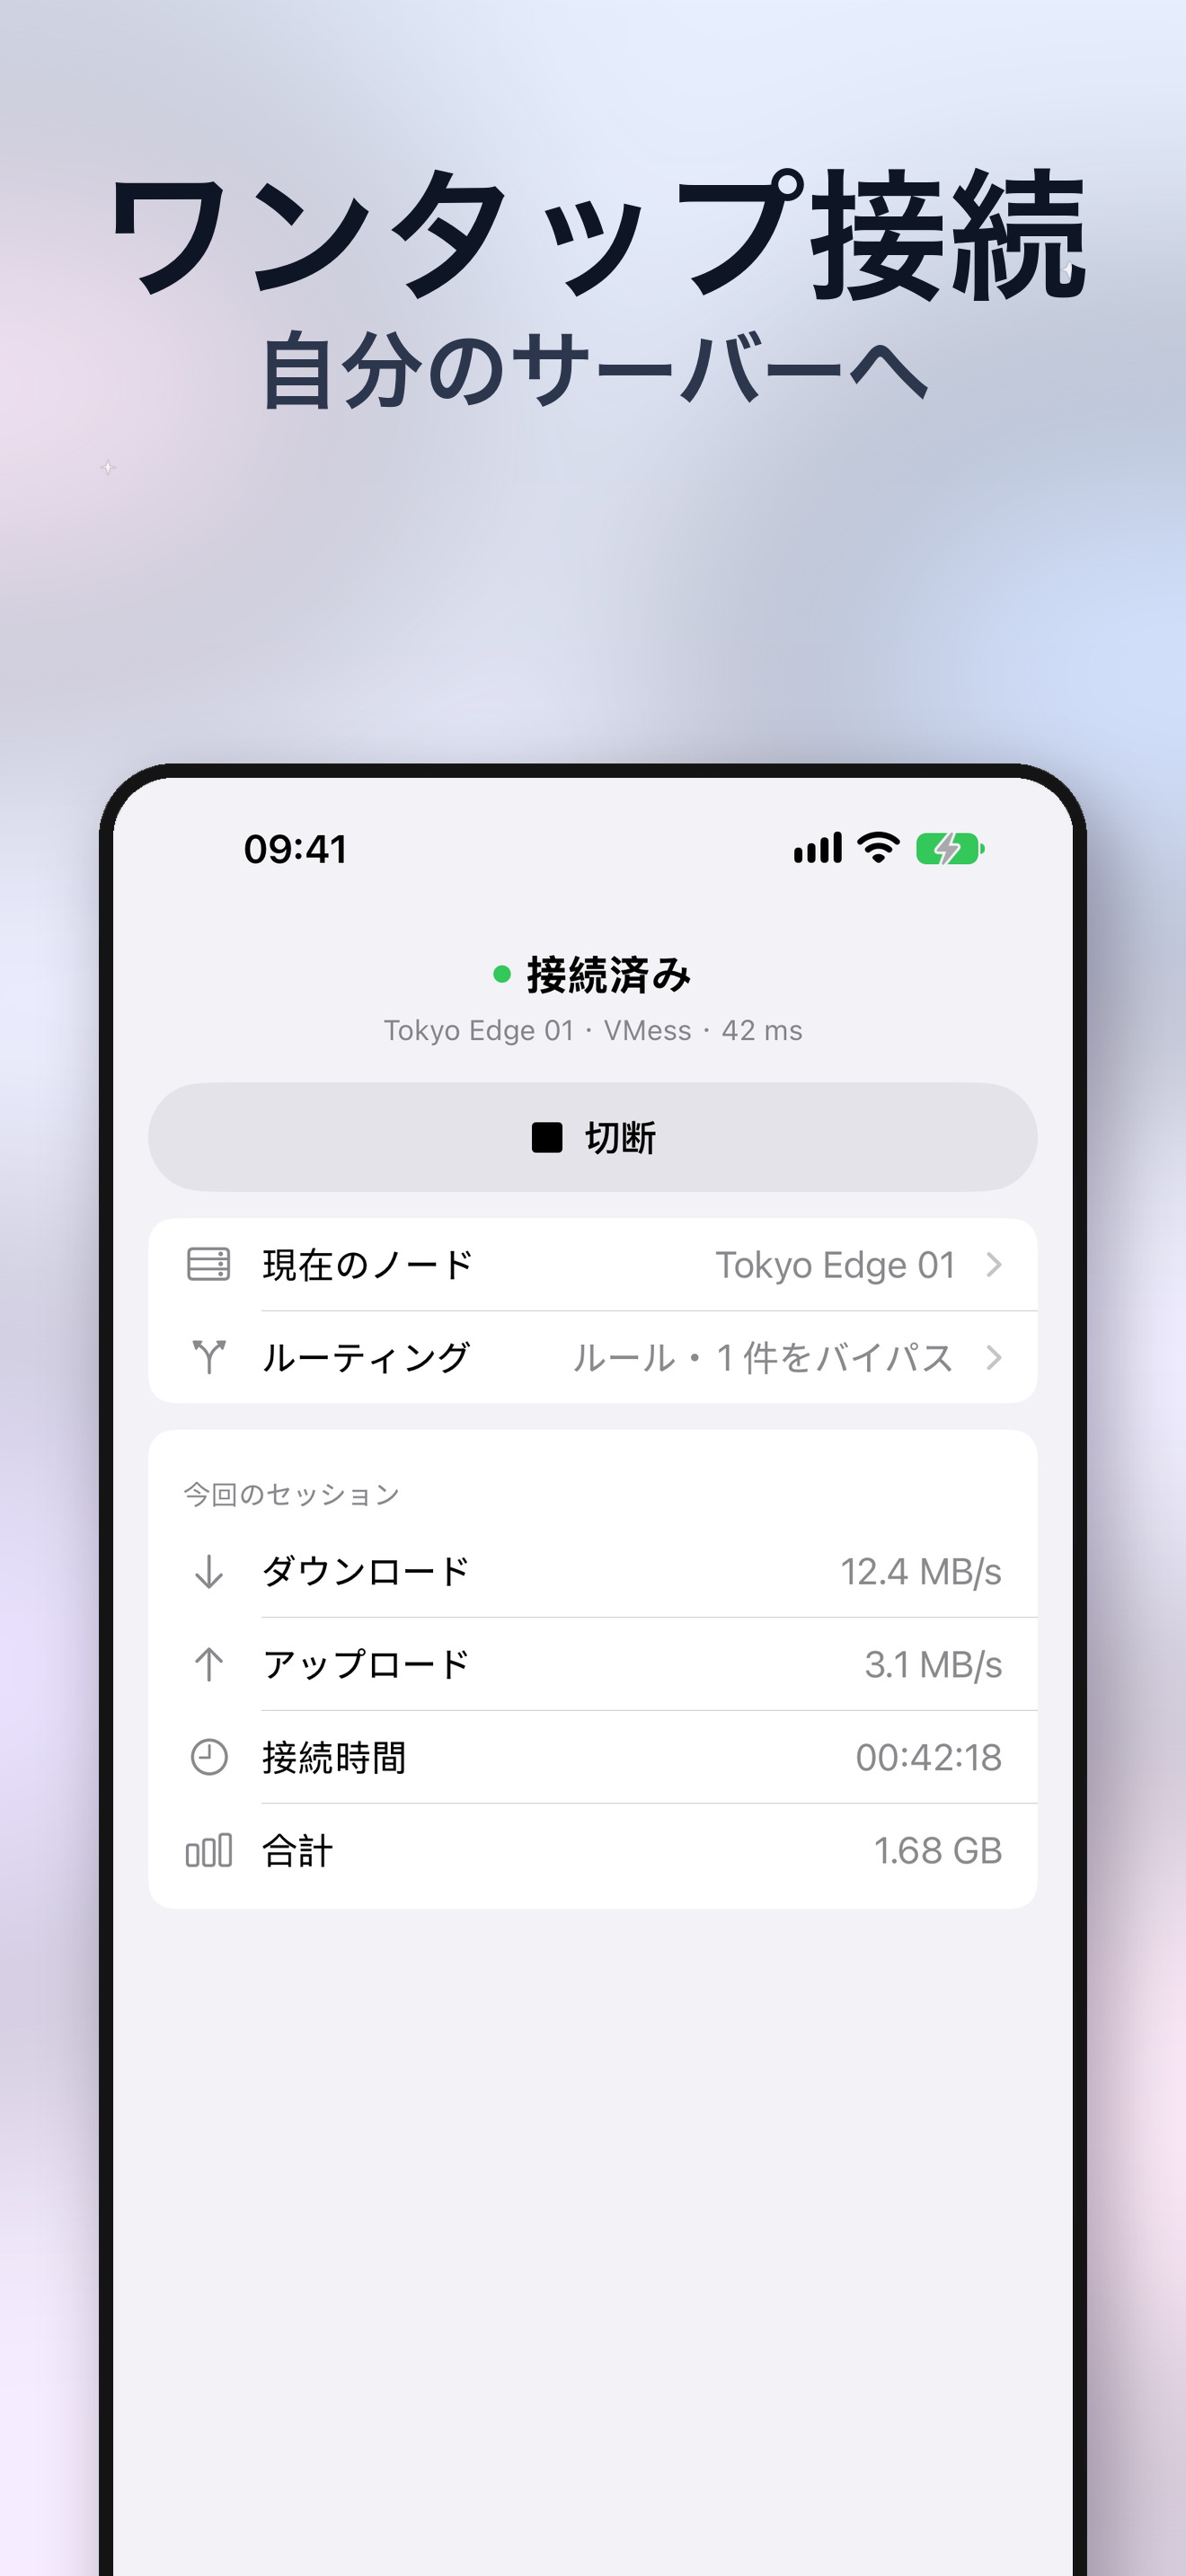 ワンタップ接続
自分のサーバーへ
09:41
接続済み
Tokyo Edge 01 · VMess · 42 ms
切断
現在のノード Tokyo Edge 01
ルーティング ルール・1 件をバイパス
今回のセッション
ダウンロード 12.4 MB/s
アップロード 3.1 MB/s
接続時間 00:42:18
合計 1.68 GB